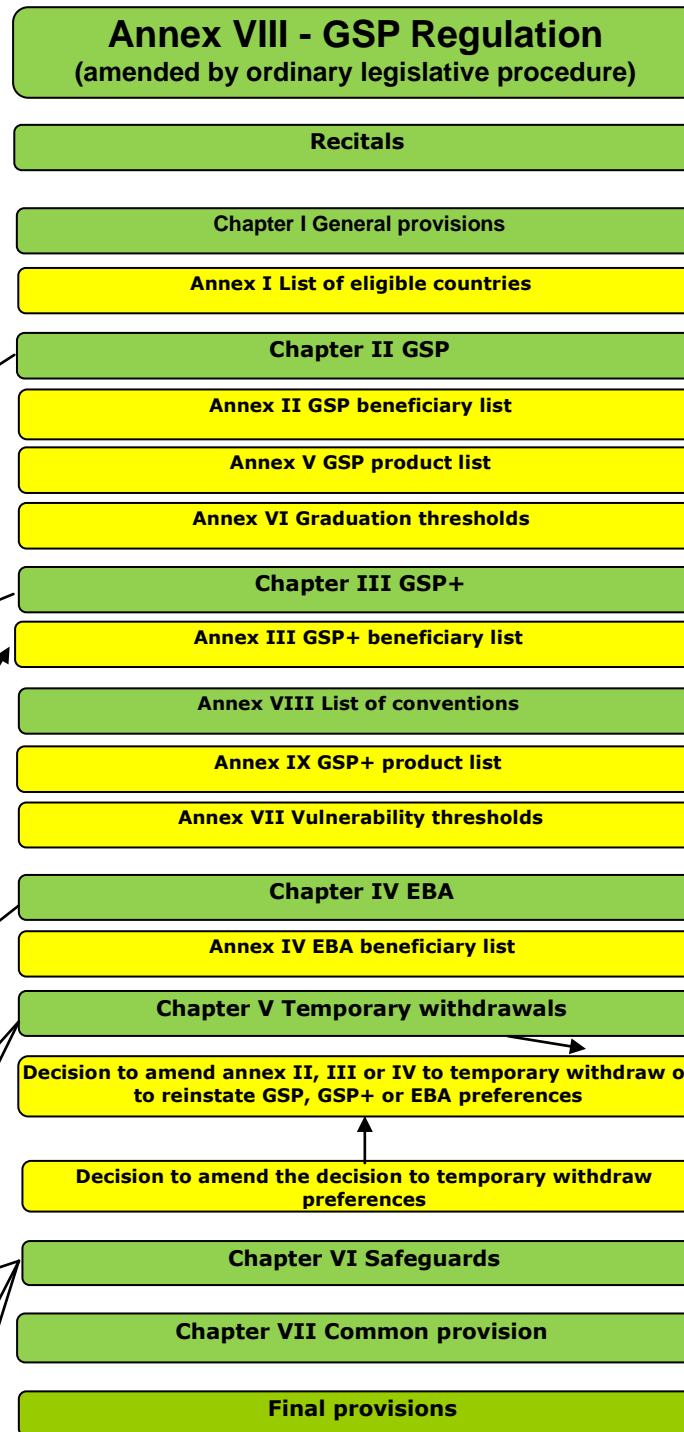 Annex VIII - GSP Regulation
(amended by ordinary legislative procedure)
Recitals
Chapter I General provisions
Annex I List of eligible countries
Chapter II GSP
Annex II GSP beneficiary list
Annex V GSP product list
Annex VI Graduation thresholds
Chapter III GSP+
Annex III GSP+ beneficiary list
Annex VIII List of conventions
Annex IX GSP+ product list
Annex VII Vulnerability thresholds
Chapter IV EBA
Annex IV EBA beneficiary list
Chapter V Temporary withdrawals
Decision to amend annex II, III or IV to temporary withdraw o
to reinstate GSP, GSP+ or EBA preferences
Decision to amend the decision to temporary withdraw
preferences
Chapter VI Safeguards
Chapter VII Common provision
Final provisions